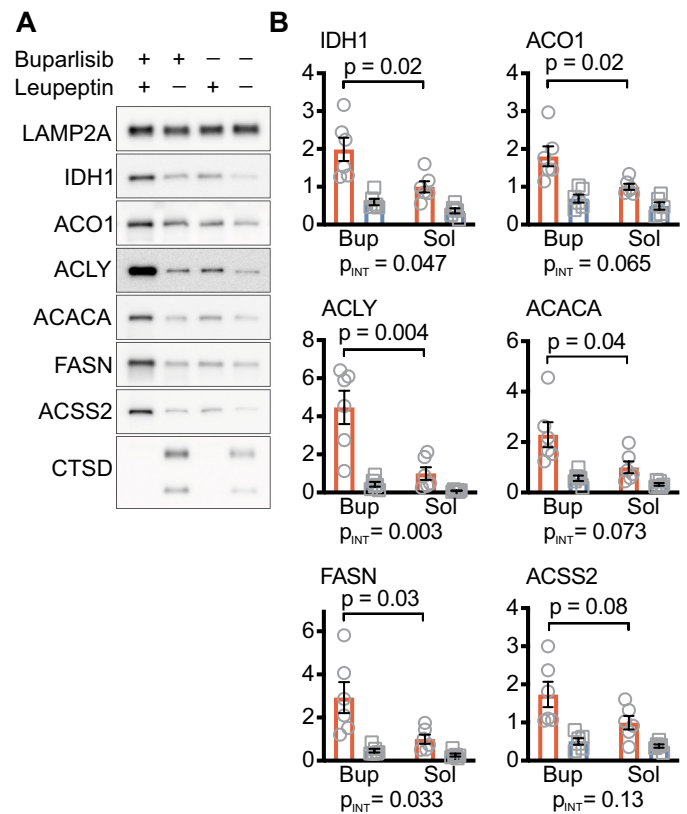 A
Buparlisib + + − −
Leupeptin + − + −
LAMP2A
IDH1
ACO1
ACLY
ACACA
FASN
ACSS2
CTSD
B
IDH1
p = 0.02
4
3
2
1
0
Bup Sol
pINT = 0.047
ACO1
p = 0.02
4
3
2
1
0
Bup Sol
pINT = 0.065
ACLY
p = 0.004
8
6
4
2
0
Bup Sol
pINT = 0.003
ACACA
p = 0.04
6
4
2
0
Bup Sol
pINT = 0.073
FASN
p = 0.03
6
4
2
0
Bup Sol
pINT = 0.033
ACSS2
p = 0.08
4
3
2
1
0
Bup Sol
pINT = 0.13